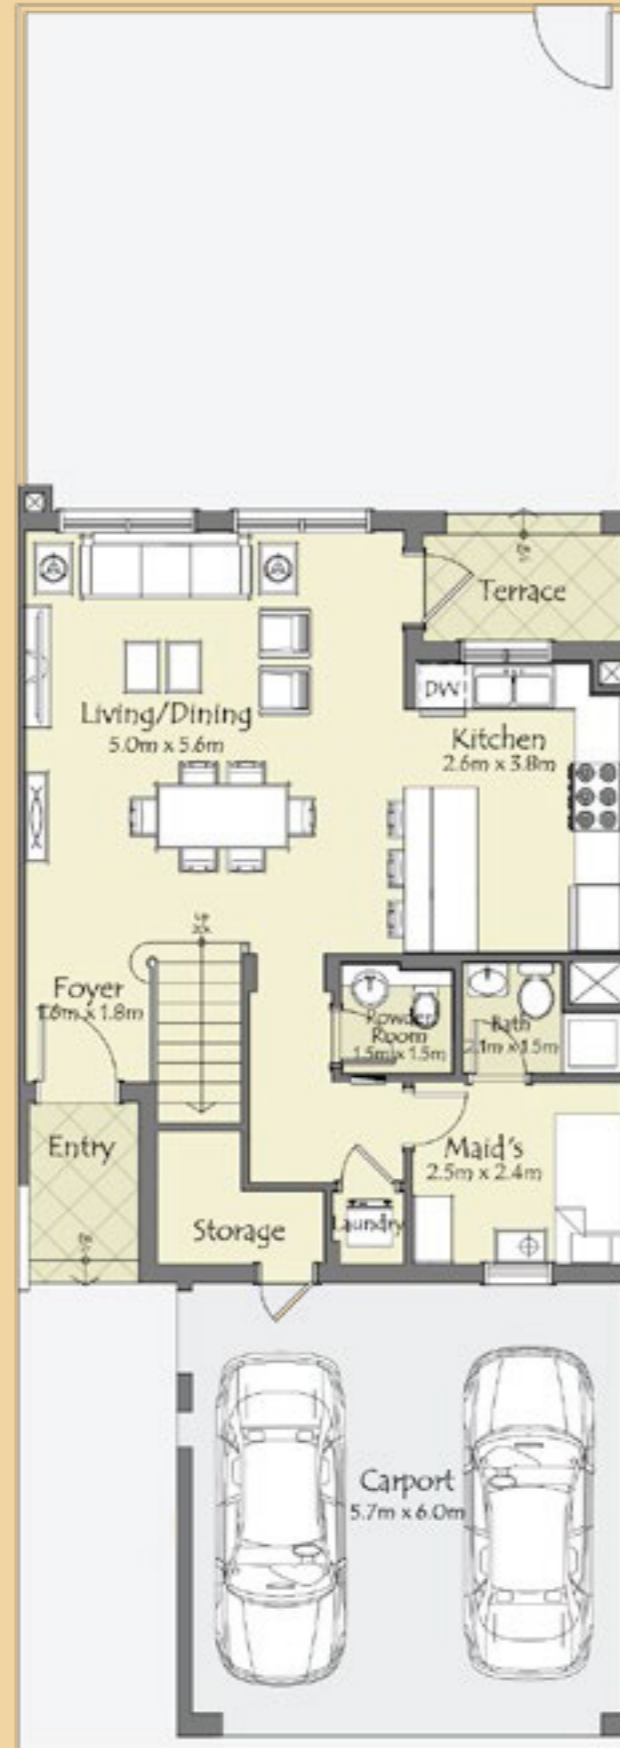 Terrace
DW
Living/Dining
5.0m x 5.6m
Kitchen
2.6m x 3.8m
Foyer
1.6m x 1.8m
Powder
Room
1.5m x 1.5m
Bath
2.1m x 1.5m
Entry
Maid's
2.5m x 2.4m
Storage
Laundry
Carport
5.7m x 6.0m